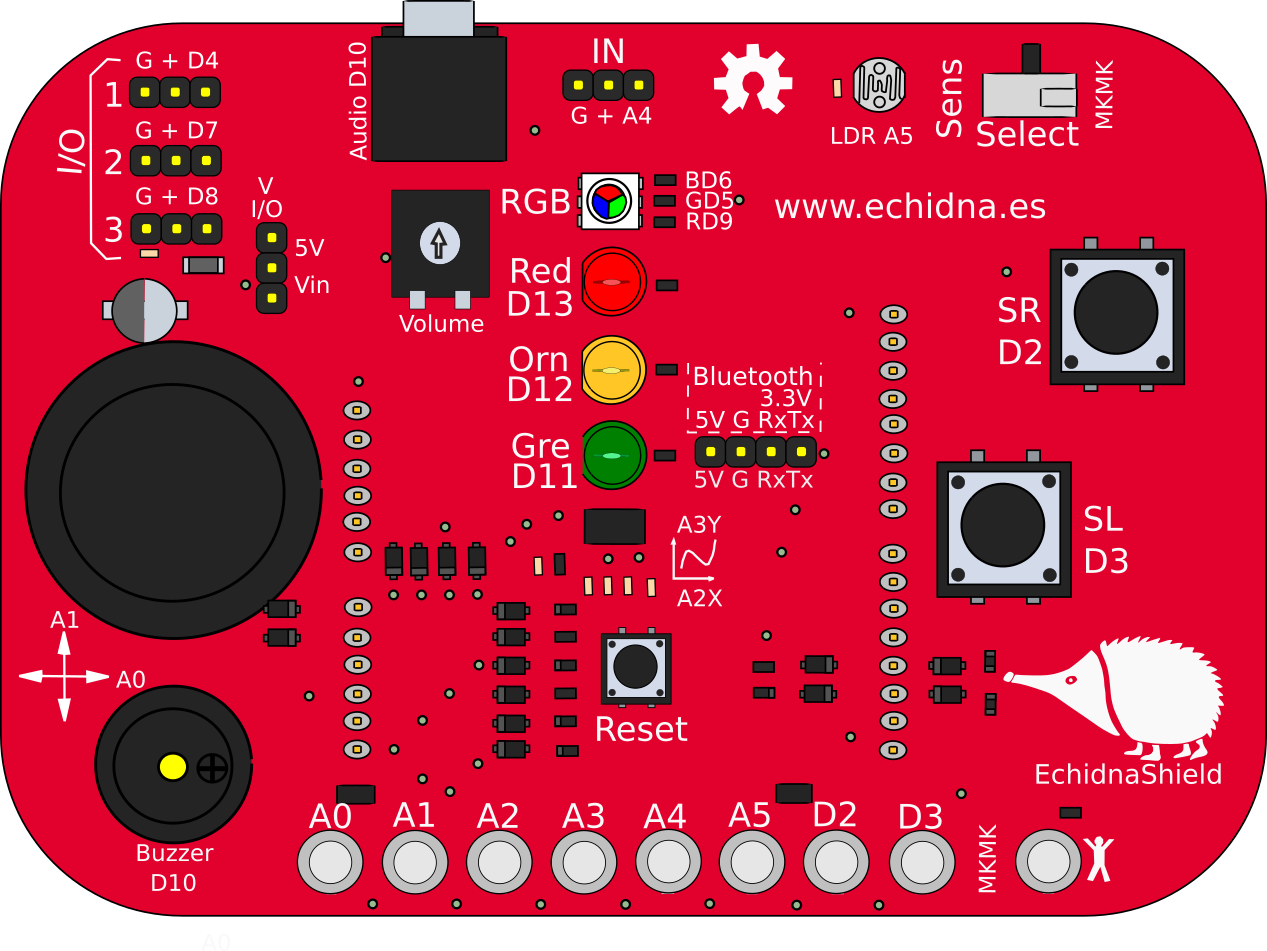 G + D4
1
G + D7
2
G + D8
3
I/O
V
I/O
5V
Vin
Audio D10
Volume
IN
G + A4
LDR A5
Sens
Select
MKMK
RGB
BD6
GD5
RD9
www.echidna.es
Red
D13
Orn
D12
Gre
D11
Bluetooth
3.3V
5V G RxTx
5V G RxTx
SR
D2
SL
D3
A3Y
A2X
A1
A0
Reset
EchidnaShield
Buzzer
D10
A0
A1
A2
A3
A4
A5
D2
D3
MKMK
A0